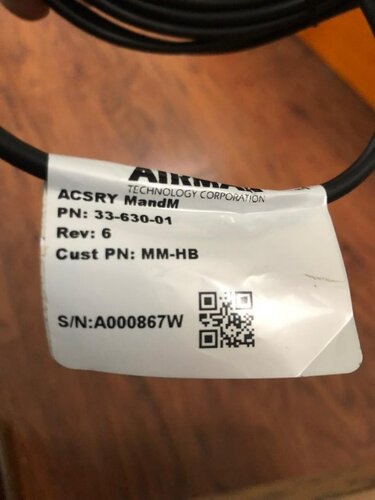 TECHNOLOGY CORPORATION
ACSRY MandM
PN: 33-630-01
Rev: 6
Cust PN: MM-HB
S/N:A000867W